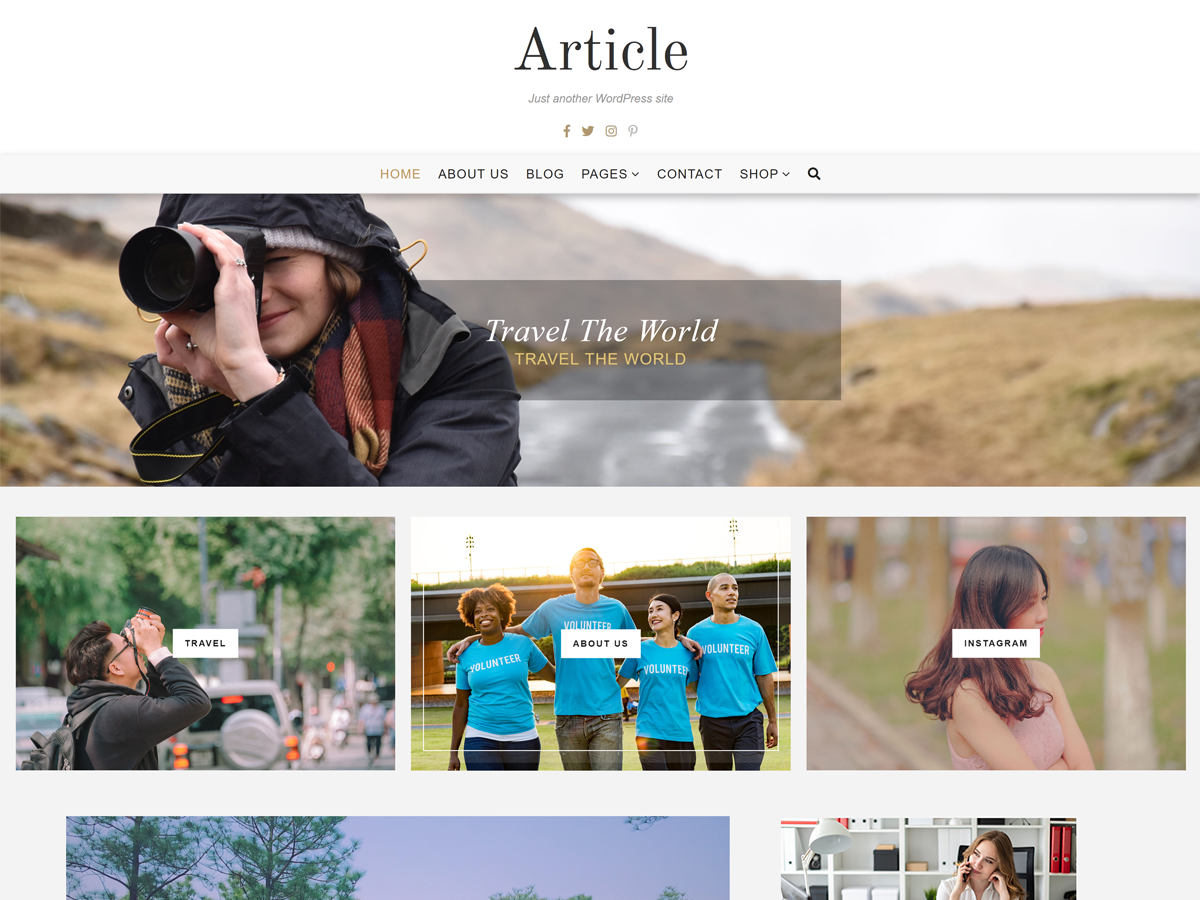 Article
Just another WordPress site
HOME ABOUT US BLOG PAGES CONTACT SHOP
Travel The World
TRAVEL THE WORLD
TRAVEL
ABOUT US
INSTAGRAM
VOLUNTEER
VOLUNTEER
VOLUNTEER
VOLUNTEER